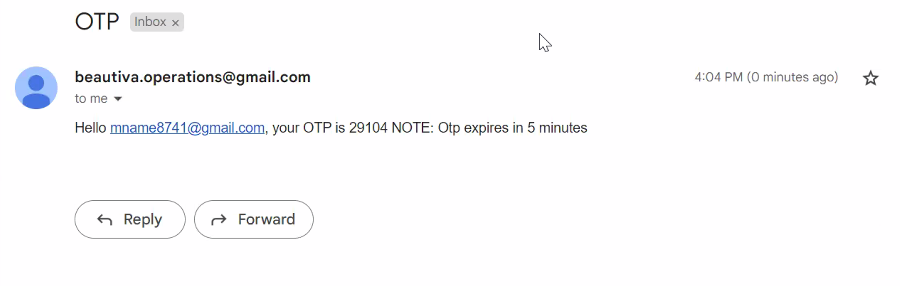 OTP Inbox ×
beautiva.operations@gmail.com 4:04 PM (0 minutes ago)
to me
Hello mname8741@gmail.com, your OTP is 29104 NOTE: Otp expires in 5 minutes
Reply Forward